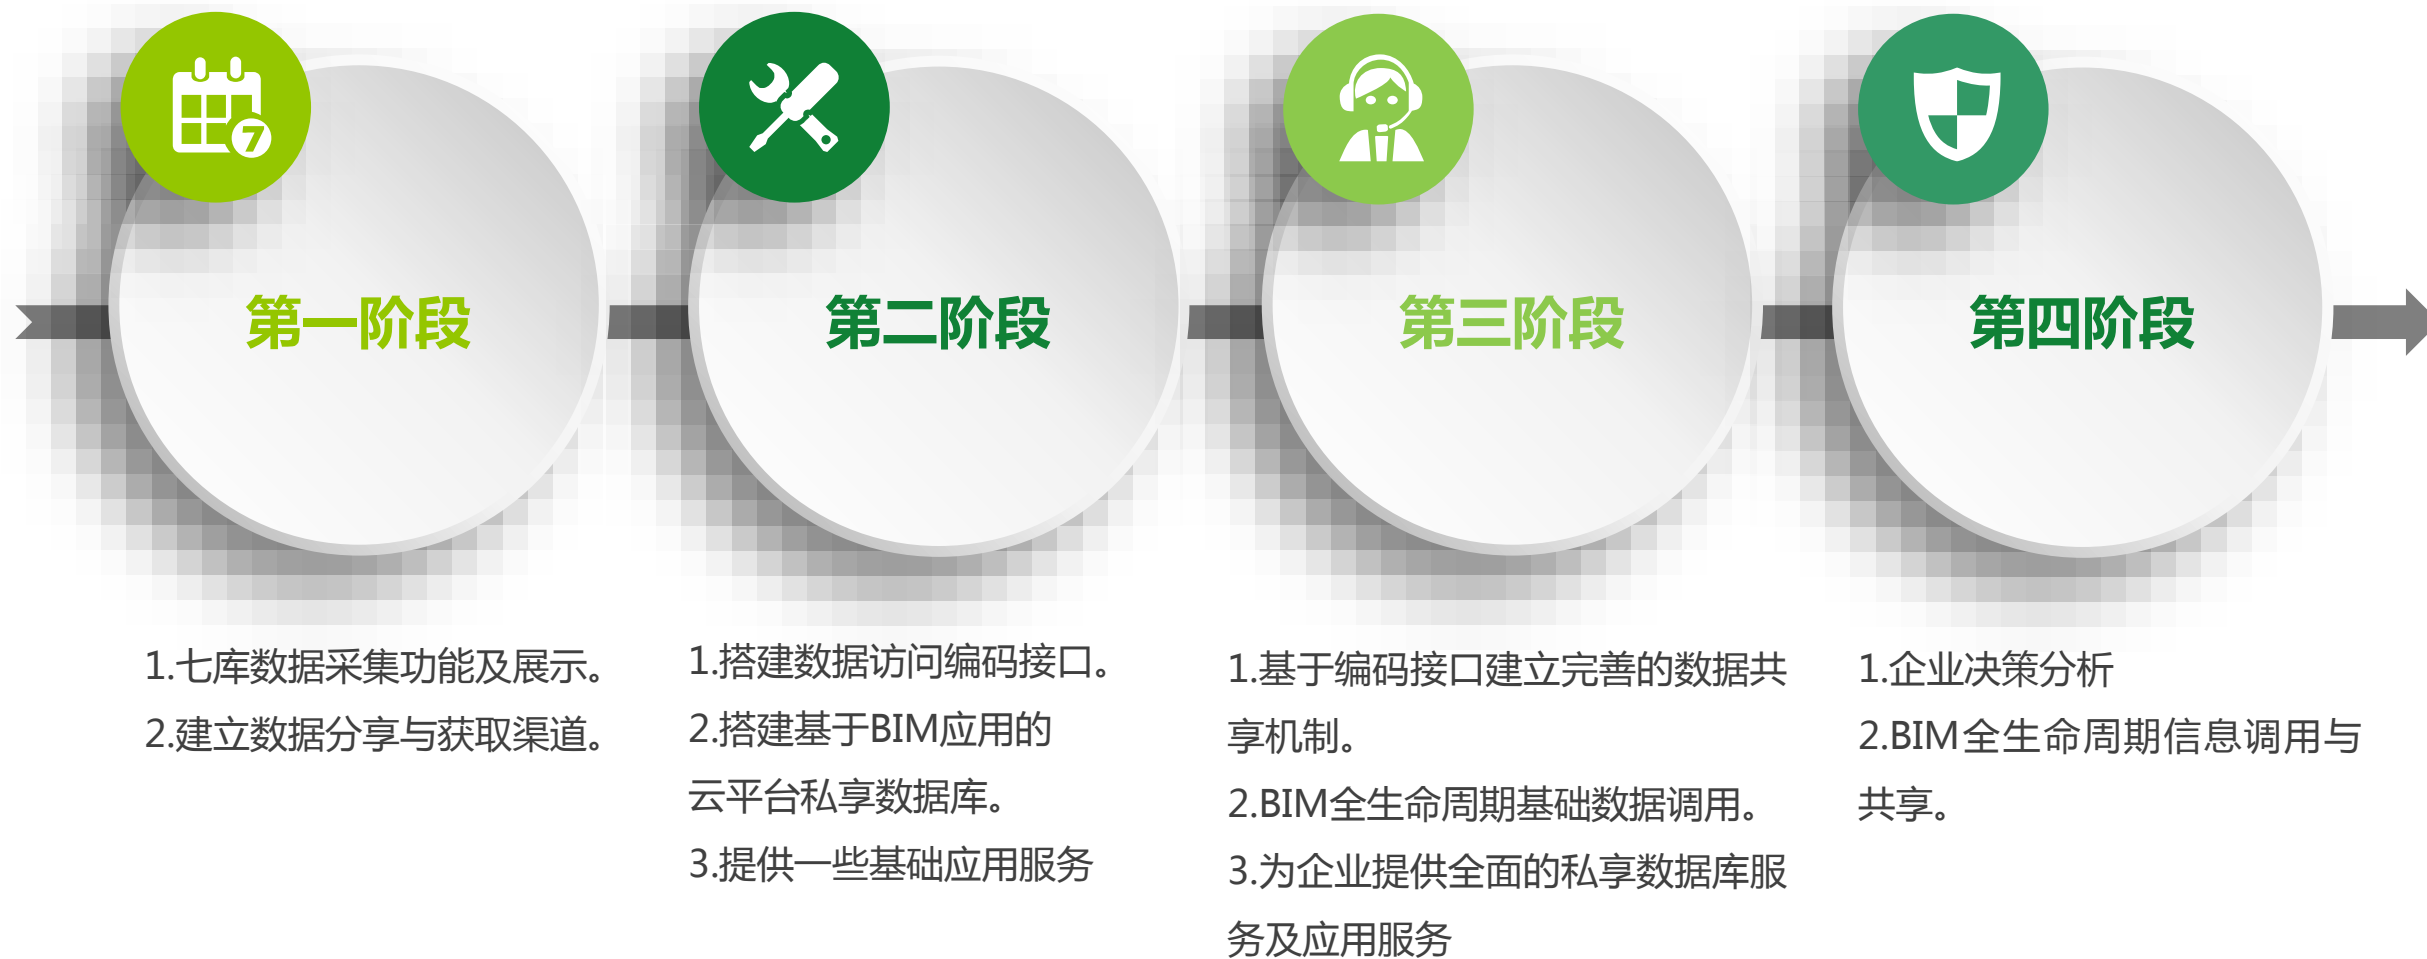 7
第一阶段
第二阶段
第三阶段
第四阶段
1.七库数据采集功能及展示。
2.建立数据分享与获取渠道。
1.搭建数据访问编码接口。
2.搭建基于BIM应用的
云平台私享数据库。
3.提供一些基础应用服务
1.基于编码接口建立完善的数据共
享机制。
2.BIM全生命周期基础数据调用。
3.为企业提供全面的私享数据库服
务及应用服务
1.企业决策分析
2.BIM全生命周期信息调用与
共享。